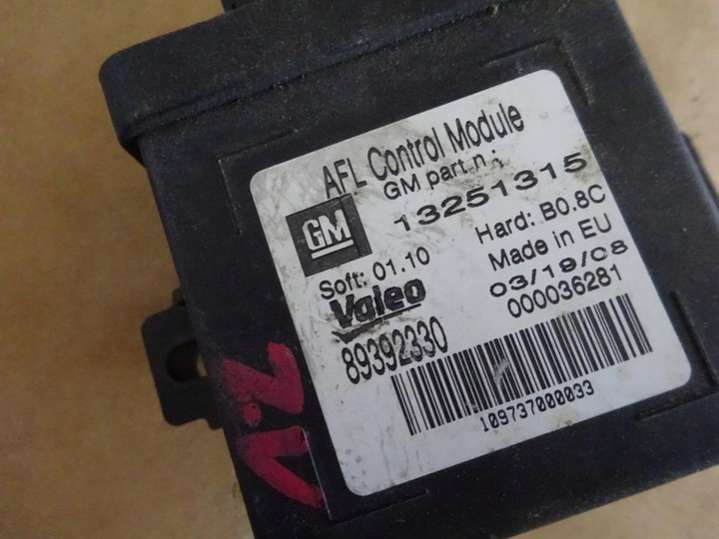 AFL Control Module
GM part n.:
GM
13251315
Soft: 01.10
Hard: B0.8C
Valeo
Made in EU
03/19/08
89392330
000036281
109737000033